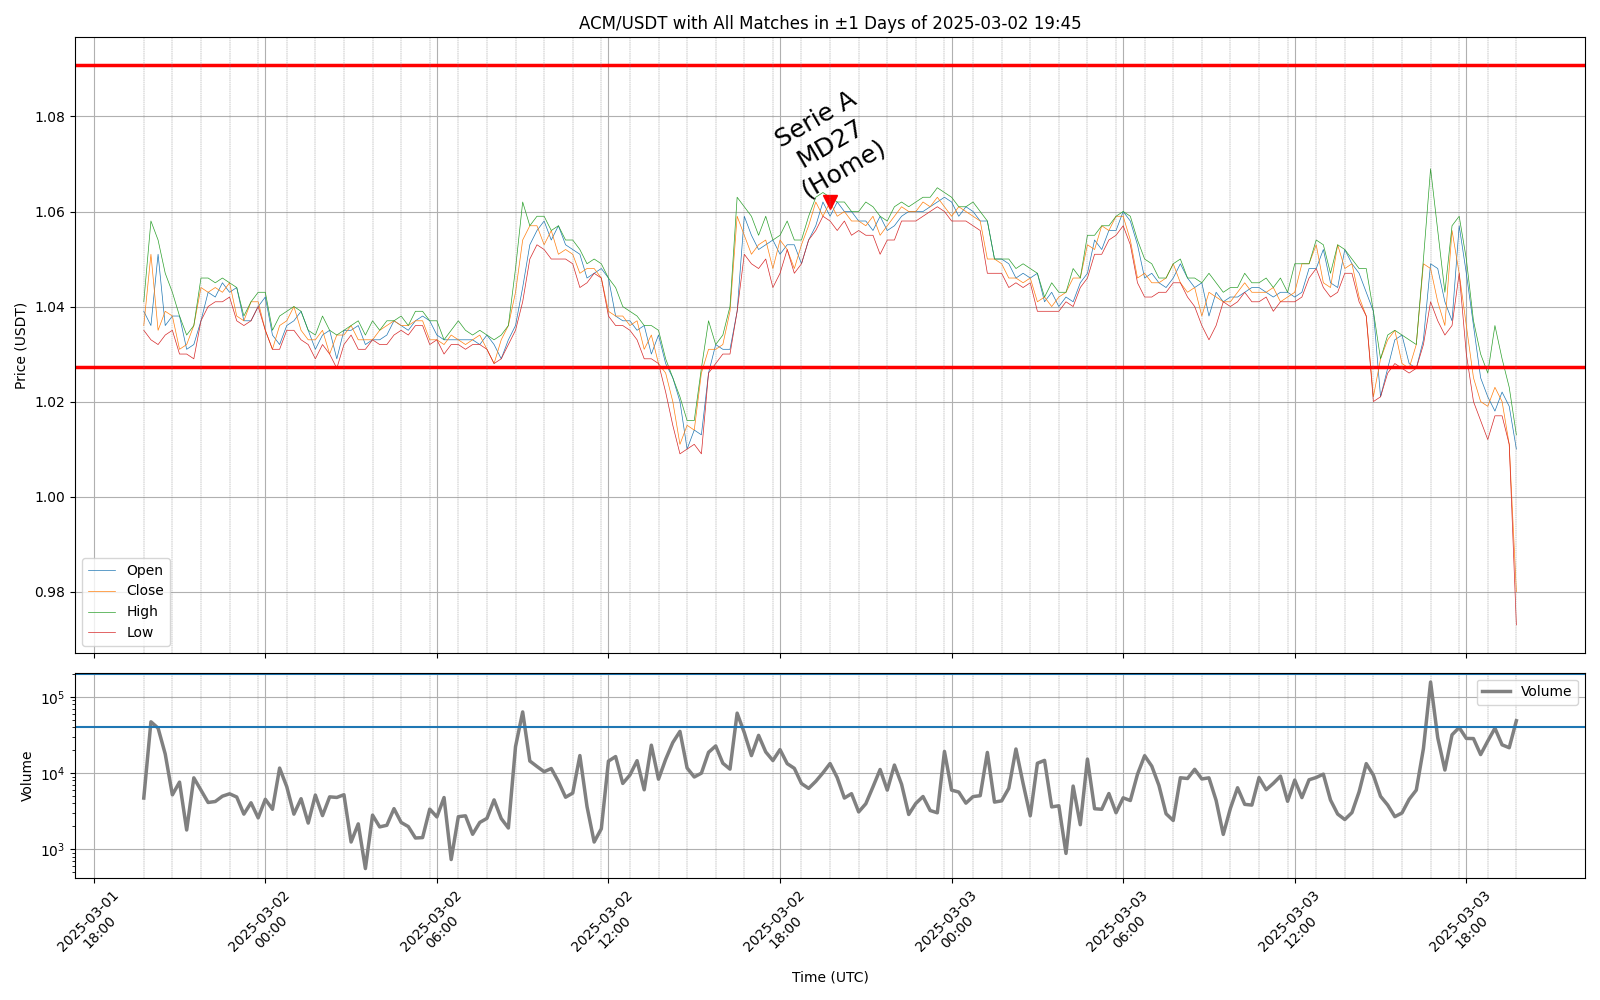 ACM/USDT with All Matches in ±1 Days of 2025-03-02 19:45
Price (USDT)
1.08
1.06
1.04
1.02
1.00
0.98
Serie A
MD27
(Home)
Open
Close
High
Low
Volume
10^5
10^4
10^3
Volume
2025-03-01
18:00
2025-03-02
00:00
2025-03-02
06:00
2025-03-02
12:00
2025-03-02
18:00
2025-03-03
00:00
2025-03-03
06:00
2025-03-03
12:00
2025-03-03
18:00
Time (UTC)